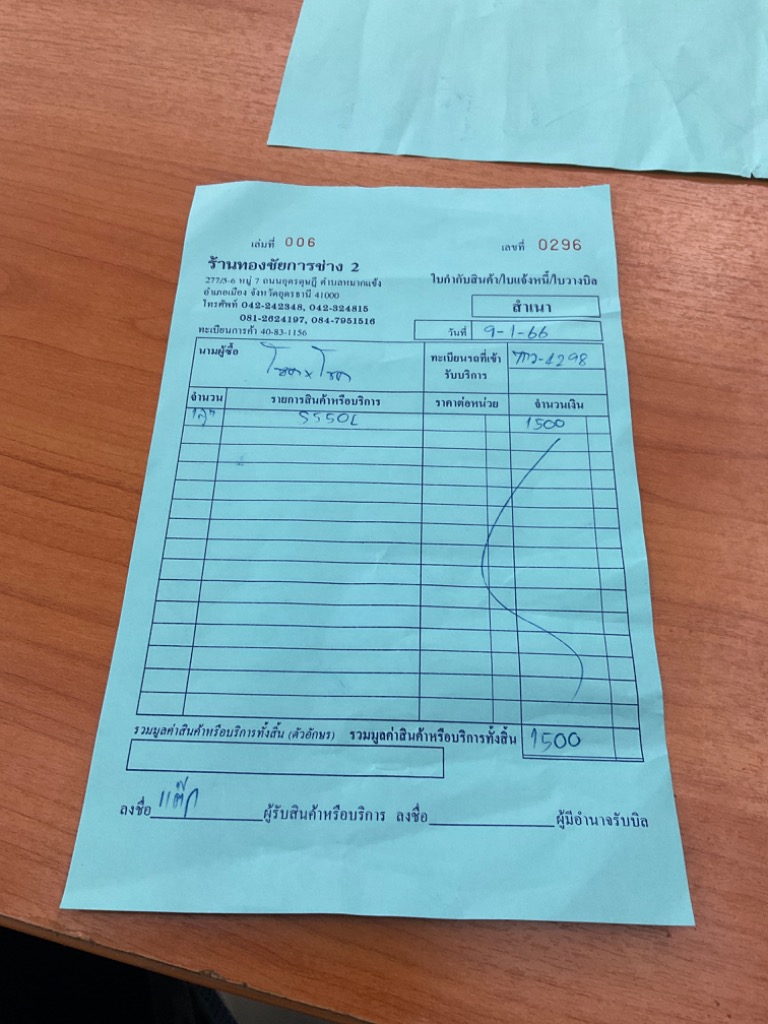 เล่มที่ 006
เลขที่ 0296
ร้านทองชัยการช่าง 2
277/5-6 หมู่ 7 ถนนอุดรดุษฎี ตำบลหมากแข้ง
อำเภอเมือง จังหวัดอุดรธานี 41000
โทรศัพท์ 042-242348, 042-324815
081-2624197, 084-7951516
ทะเบียนการค้า 40-83-1156
ใบกำกับสินค้า/ใบแจ้งหนี้/ใบวางบิล
สำเนา
วันที่ 9-1-66
นามผู้ซื้อ
ทะเบียนรถที่เข้ารับบริการ
จำนวน รายการสินค้าหรือบริการ ราคาต่อหน่วย จำนวนเงิน
1500
รวมมูลค่าสินค้าหรือบริการทั้งสิ้น (ตัวอักษร) รวมมูลค่าสินค้าหรือบริการทั้งสิ้น 1500
ลงชื่อ แต๊ก ผู้รับสินค้าหรือบริการ ลงชื่อ ผู้มีอำนาจรับบิล